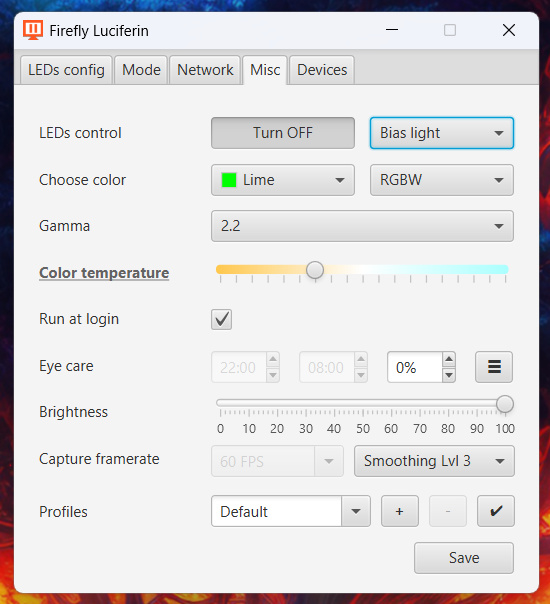 Firefly Luciferin
LEDs config Mode Network Misc Devices
LEDs control Turn OFF Bias light
Choose color Lime RGBW
Gamma 2.2
Color temperature
Run at login
Eye care 22:00 08:00 0%
Brightness
0 10 20 30 40 50 60 70 80 90 100
Capture framerate 60 FPS Smoothing Lvl 3
Profiles Default + -
Save